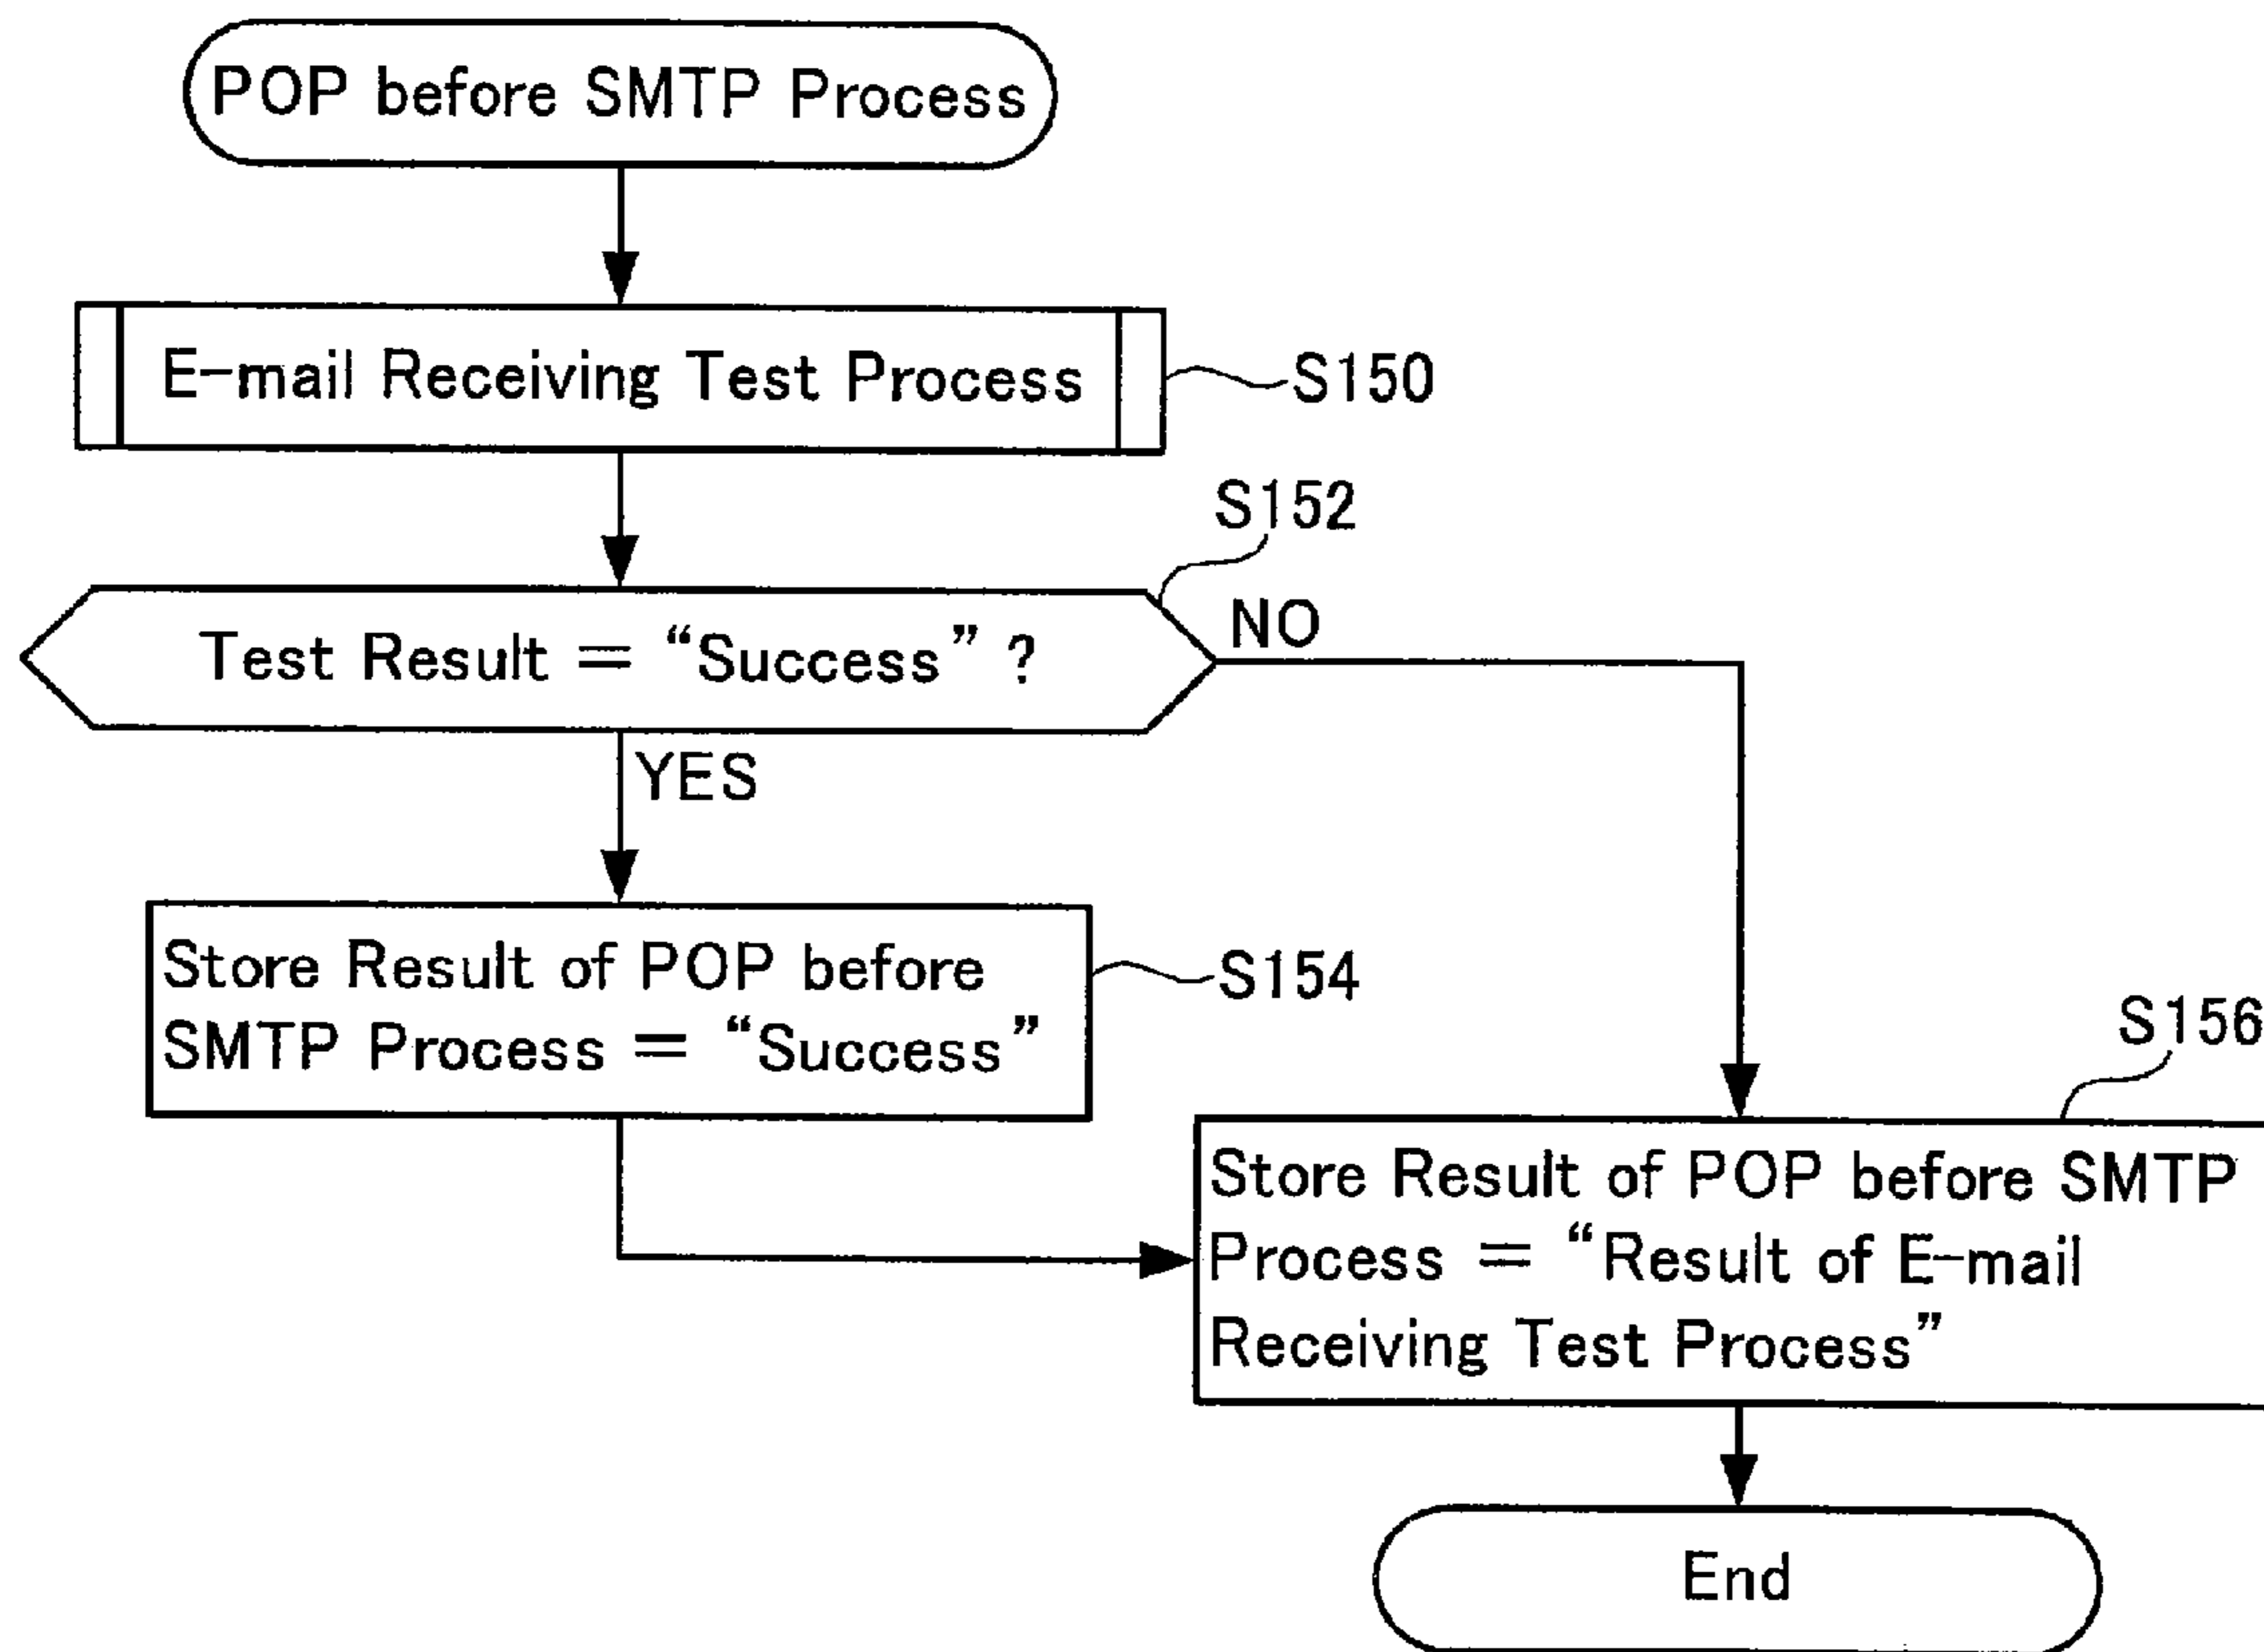 POP before SMTP Process
E-mail Receiving Test Process
S150
S152
Test Result = “Success” ?
NO
YES
Store Result of POP before
SMTP Process = “Success”
S154
S156
Store Result of POP before SMTP
Process = “Result of E-mail
Receiving Test Process”
End